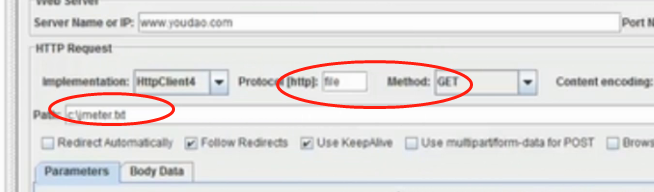 Web Server
Server Name or IP: www.youdao.com Port N
HTTP Request
Implementation: HttpClient4 Protocol [http]: file Method: GET Content encoding:
Path: c:\jmeter.txt
Redirect Automatically Follow Redirects Use KeepAlive Use multipart/form-data for POST Brows
Parameters Body Data